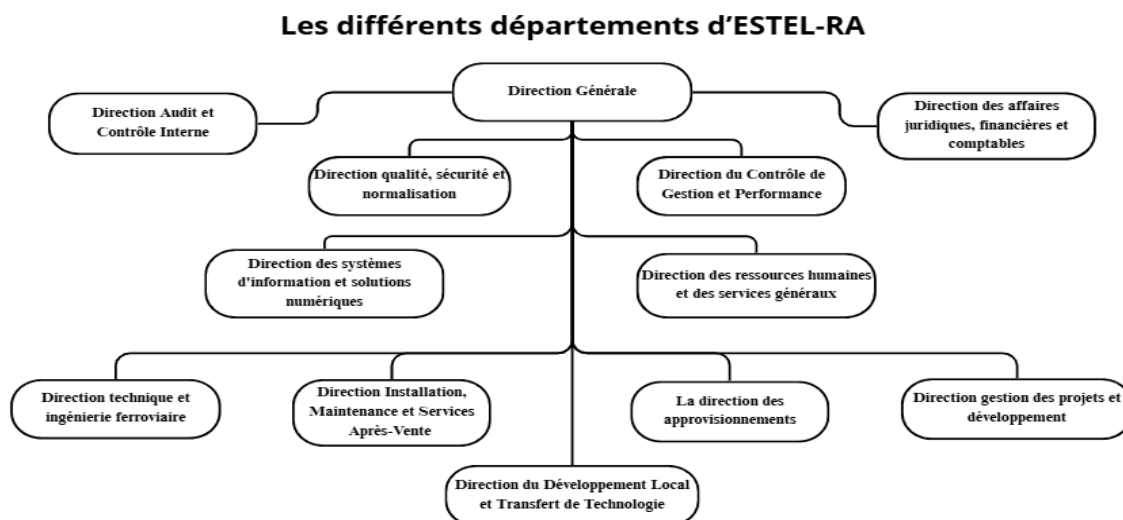 Les différents départements d'ESTEL-RA
Direction Générale
Direction Audit et
Contrôle Interne
Direction des affaires
juridiques, financières et
comptables
Direction qualité, sécurité et
normalisation
Direction du Contrôle de
Gestion et Performance
Direction des systèmes
d'information et solutions
numériques
Direction des ressources humaines
et des services généraux
Direction technique et
ingénierie ferroviaire
Direction Installation,
Maintenance et Services
Après-Vente
La direction des
approvisionnements
Direction gestion des projets et
développement
Direction du Développement Local
et Transfert de Technologie